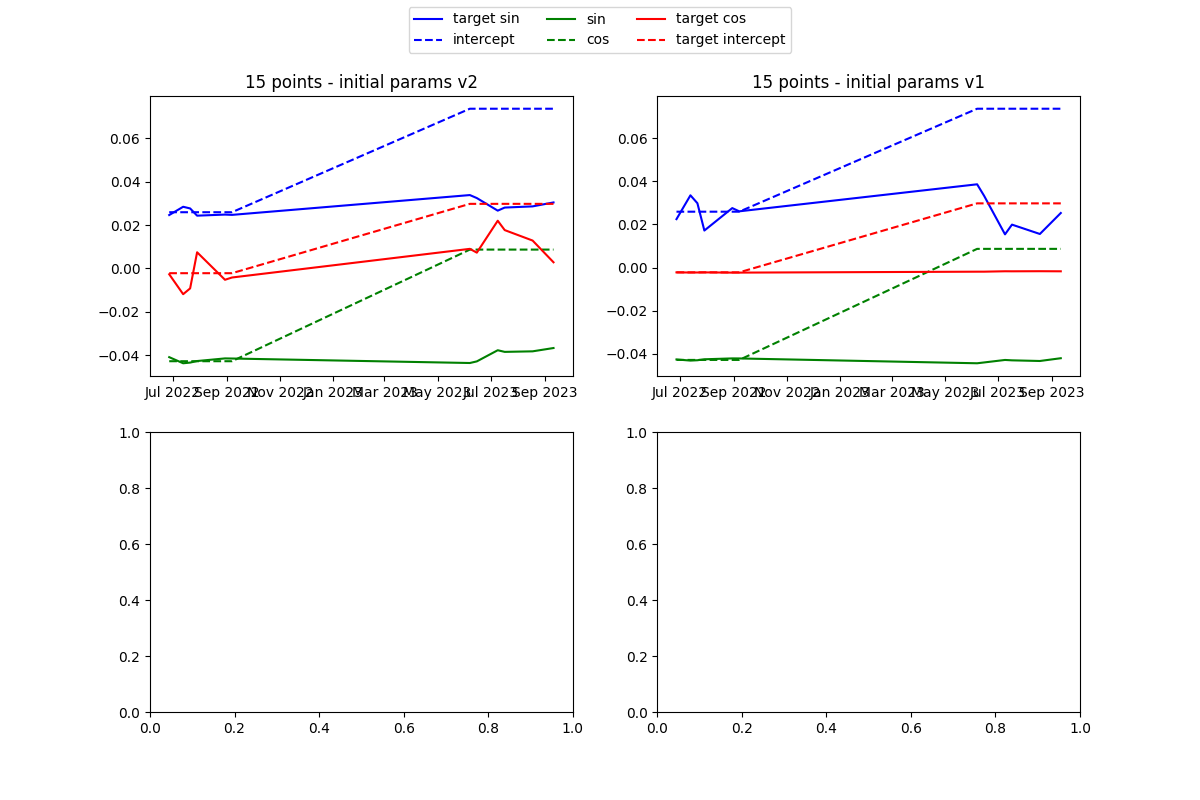 target sin sin target cos
intercept cos target intercept
15 points - initial params v2 15 points - initial params v1
0.06 0.06
0.04 0.04
0.02 0.02
0.00 0.00
−0.02 −0.02
−0.04 −0.04
Jul 2022 Sep 2022 Nov 2022 Jan 2023 Mar 2023 May 2023 Jul 2023 Sep 2023 Jul 2022 Sep 2022 Nov 2022 Jan 2023 Mar 2023 May 2023 Jul 2023 Sep 2023
1.0 1.0
0.8 0.8
0.6 0.6
0.4 0.4
0.2 0.2
0.0 0.0
0.0 0.2 0.4 0.6 0.8 1.0 0.0 0.2 0.4 0.6 0.8 1.0